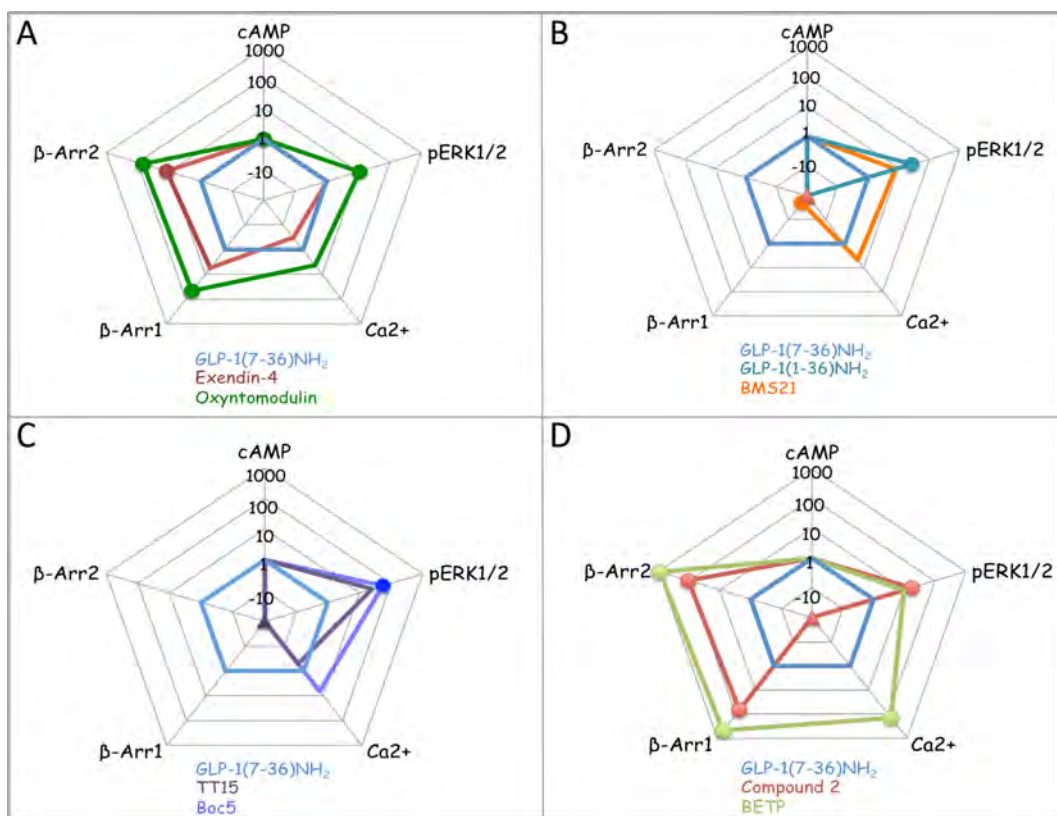 A
cAMP
1000
100
10
1
-10
β-Arr2
pERK1/2
β-Arr1
Ca2+
GLP-1(7-36)NH₂
Exendin-4
Oxyntomodulin
B
cAMP
1000
100
10
1
-10
β-Arr2
pERK1/2
β-Arr1
Ca2+
GLP-1(7-36)NH₂
GLP-1(1-36)NH₂
BMS21
C
cAMP
1000
100
10
1
-10
β-Arr2
pERK1/2
β-Arr1
Ca2+
GLP-1(7-36)NH₂
TT15
Boc5
D
cAMP
1000
100
10
1
-10
β-Arr2
pERK1/2
β-Arr1
Ca2+
GLP-1(7-36)NH₂
Compound 2
BETP